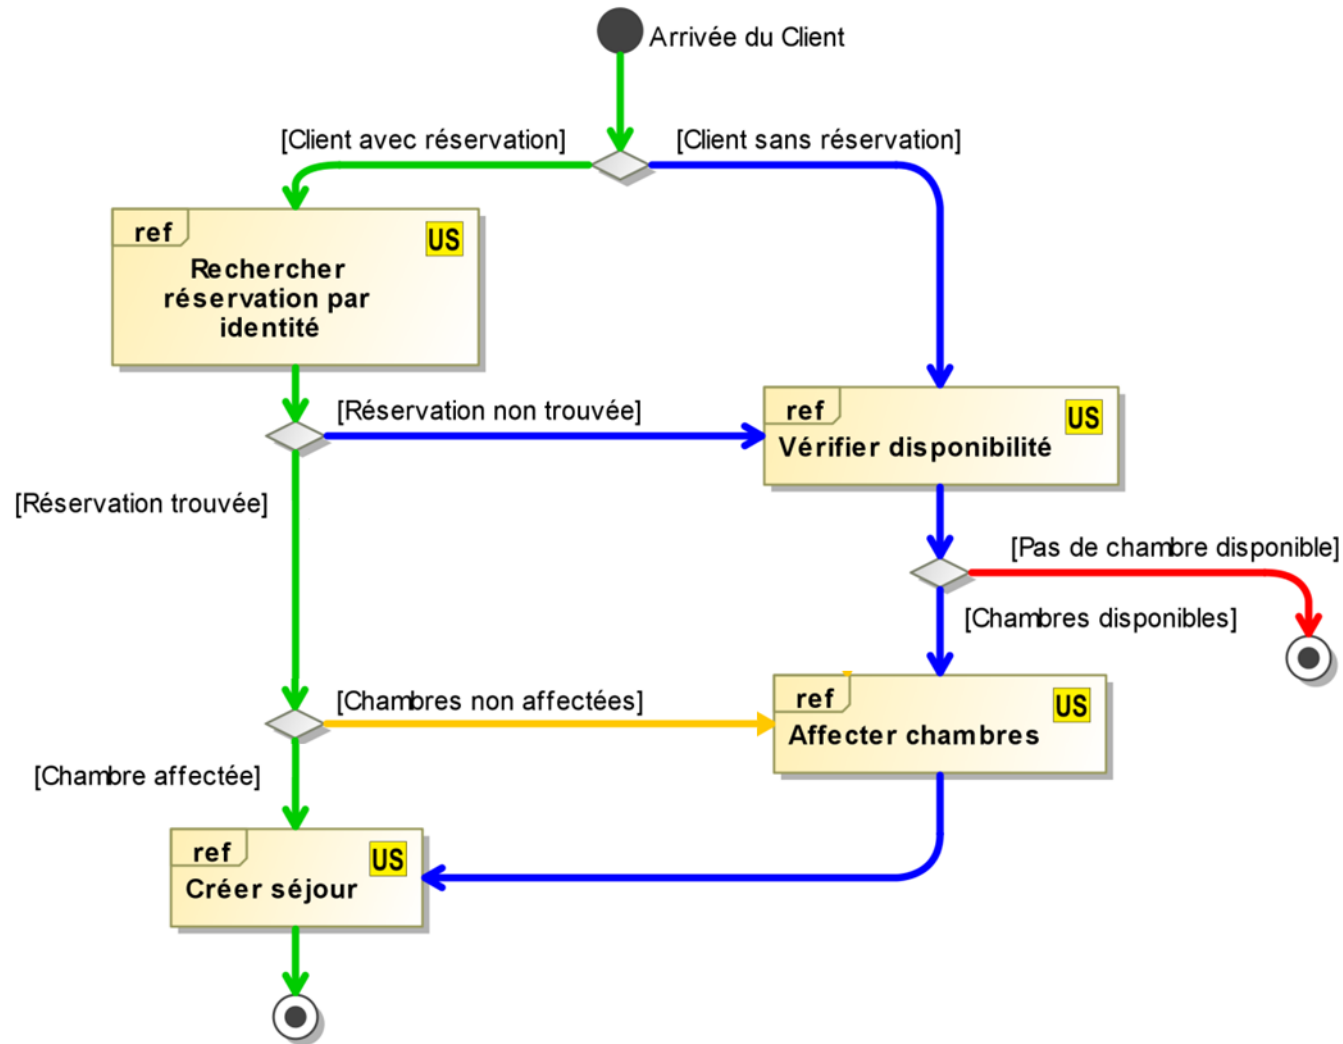 Arrivée du Client
[Client avec réservation]
[Client sans réservation]
ref
US
Rechercher
réservation par
identité
[Réservation non trouvée]
ref
US
Vérifier disponibilité
[Réservation trouvée]
[Pas de chambre disponible]
[Chambres disponibles]
[Chambres non affectées]
ref
US
Affecter chambres
[Chambre affectée]
ref
US
Créer séjour